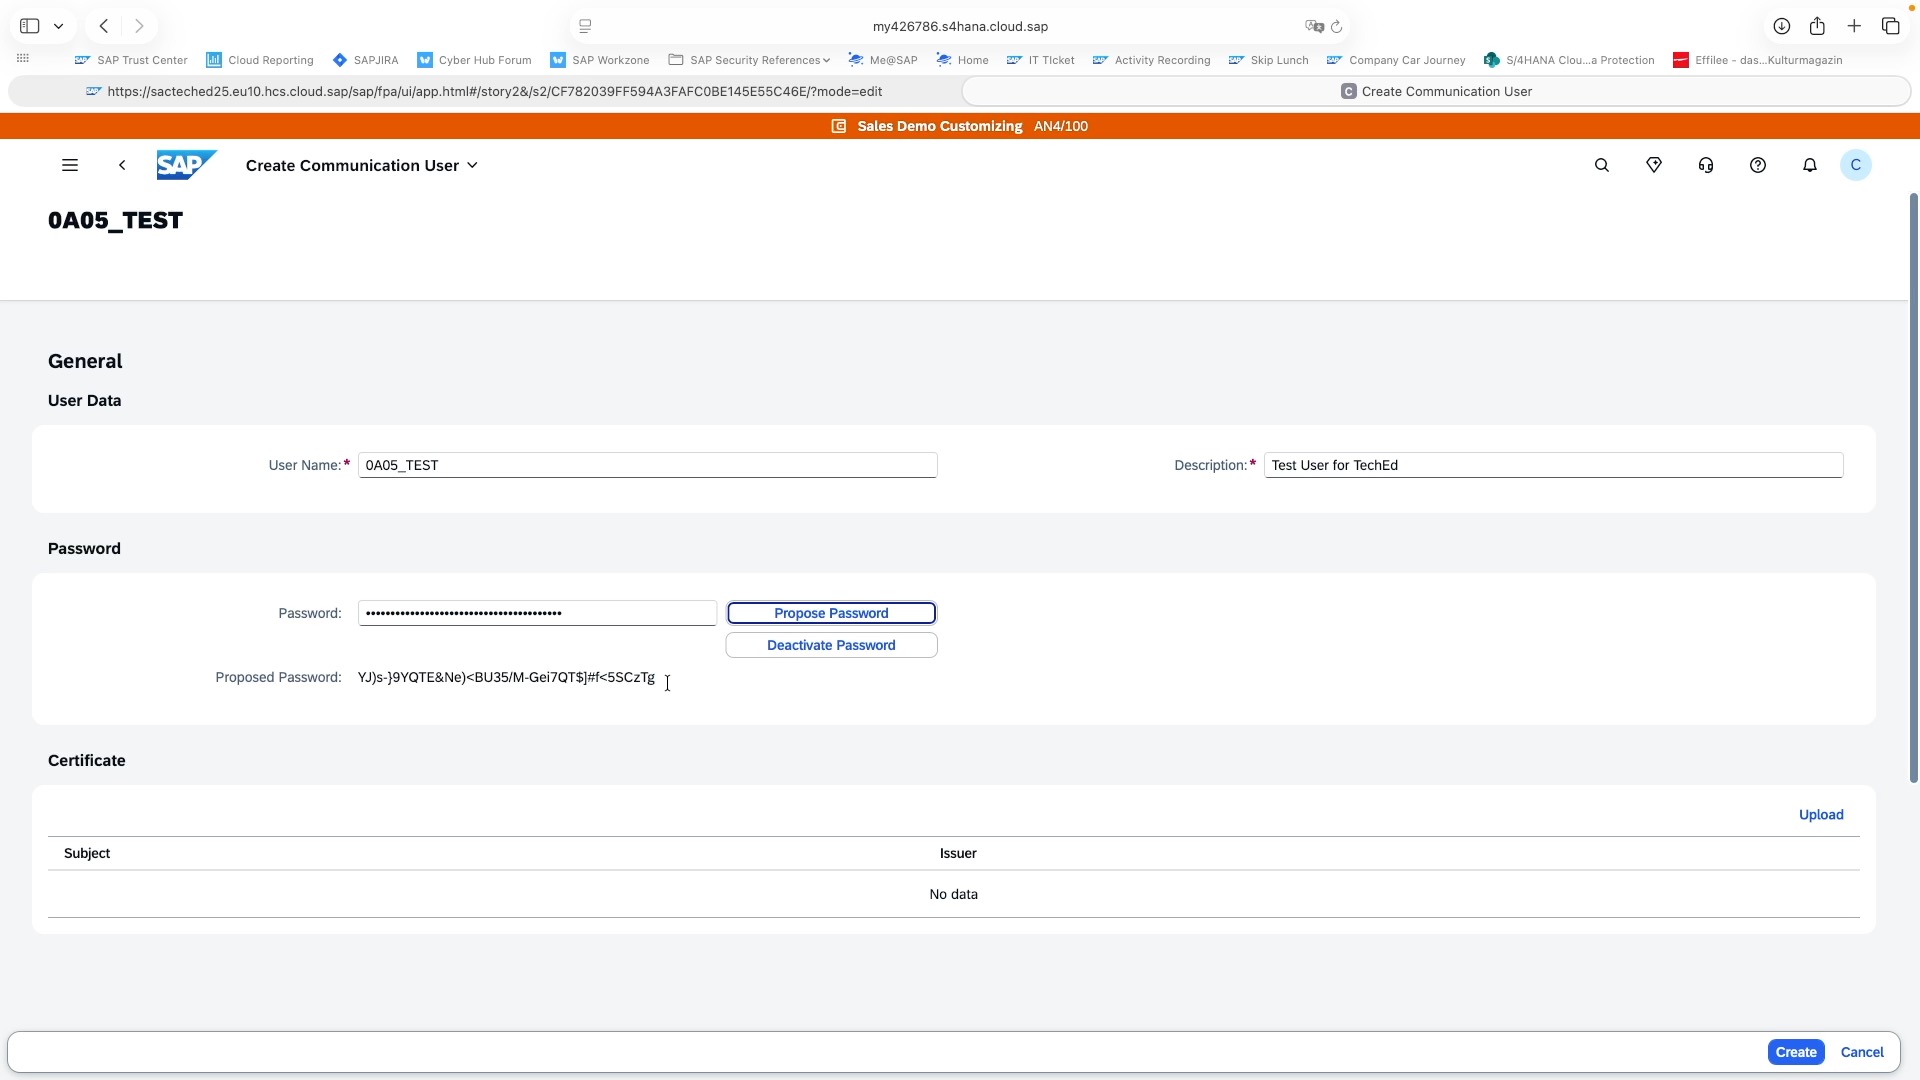 my426786.s4hana.cloud.sap
SAP Trust Center
Cloud Reporting
SAPJIRA
Cyber Hub Forum
SAP Workzone
SAP Security References
Me@SAP
Home
IT TIcket
Activity Recording
Skip Lunch
Company Car Journey
S/4HANA Clou...a Protection
Effilee - das...Kulturmagazin
https://sacteched25.eu10.hcs.cloud.sap/sap/fpa/ui/app.html#/story2&/s2/CF782039FF594A3FAFC0BE145E55C46E/?mode=edit
C Create Communication User
Sales Demo Customizing AN4/100
SAP
Create Communication User
C
0A05_TEST
General
User Data
User Name:* 0A05_TEST
Description:* Test User for TechEd
Password
Password: Propose Password
Deactivate Password
Proposed Password: YJ)s-}9YQTE&Ne)<BU35/M-Gei7QT$]#f<5SCzTg
Certificate
Upload
Subject Issuer
No data
Create Cancel